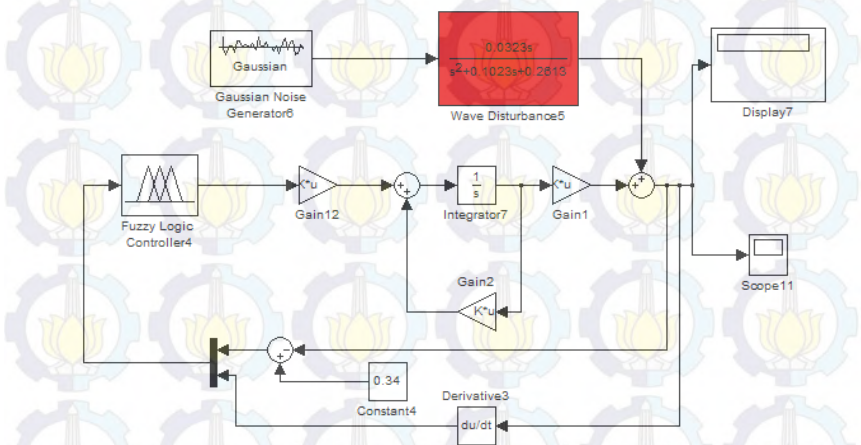 Gaussian
Gaussian Noise
Generator6
0.0323s
s²+0.1023s+0.2613
Wave Disturbance5
Display7
Fuzzy Logic
Controller4
K*u
Gain12
++
1
s
Integrator7
K*u
Gain1
++
Scope11
Gain2
K*u
−
+
0.34
Constant4
Derivative3
du/dt